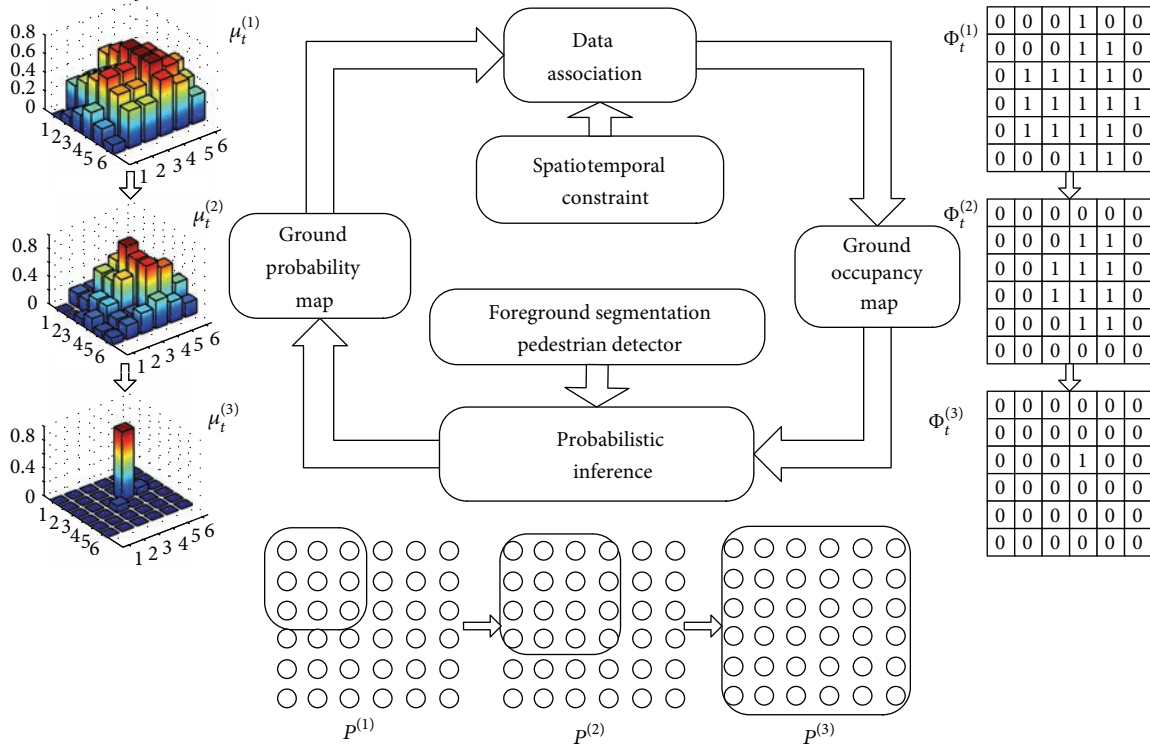 0.8
0.6
0.4
0.2
0
1 2 3 4 5 6
1 2 3 4 5 6
μt(1)
0.8
0.4
0
1 2 3 4 5 6
1 2 3 4 5 6
μt(2)
0.8
0.4
0
1 2 3 4 5 6
1 2 3 4 5 6
μt(3)
Data
association
Spatiotemporal
constraint
Ground
probability
map
Ground
occupancy
map
Foreground segmentation
pedestrian detector
Probabilistic
inference
Φt(1)
0 0 0 1 0 0
0 0 0 1 1 0
0 1 1 1 1 0
0 1 1 1 1 1
0 1 1 1 1 0
0 0 0 1 1 0
Φt(2)
0 0 0 0 0 0
0 0 0 1 1 0
0 0 1 1 1 0
0 0 1 1 1 0
0 0 0 1 1 0
0 0 0 0 0 0
Φt(3)
0 0 0 0 0 0
0 0 0 0 0 0
0 0 0 1 0 0
0 0 0 0 0 0
0 0 0 0 0 0
0 0 0 0 0 0
P(1)
P(2)
P(3)